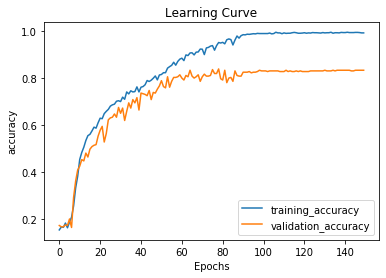 Learning Curve
1.0
0.8
0.6
0.4
0.2
accuracy
0 20 40 60 80 100 120 140
Epochs
training_accuracy
validation_accuracy